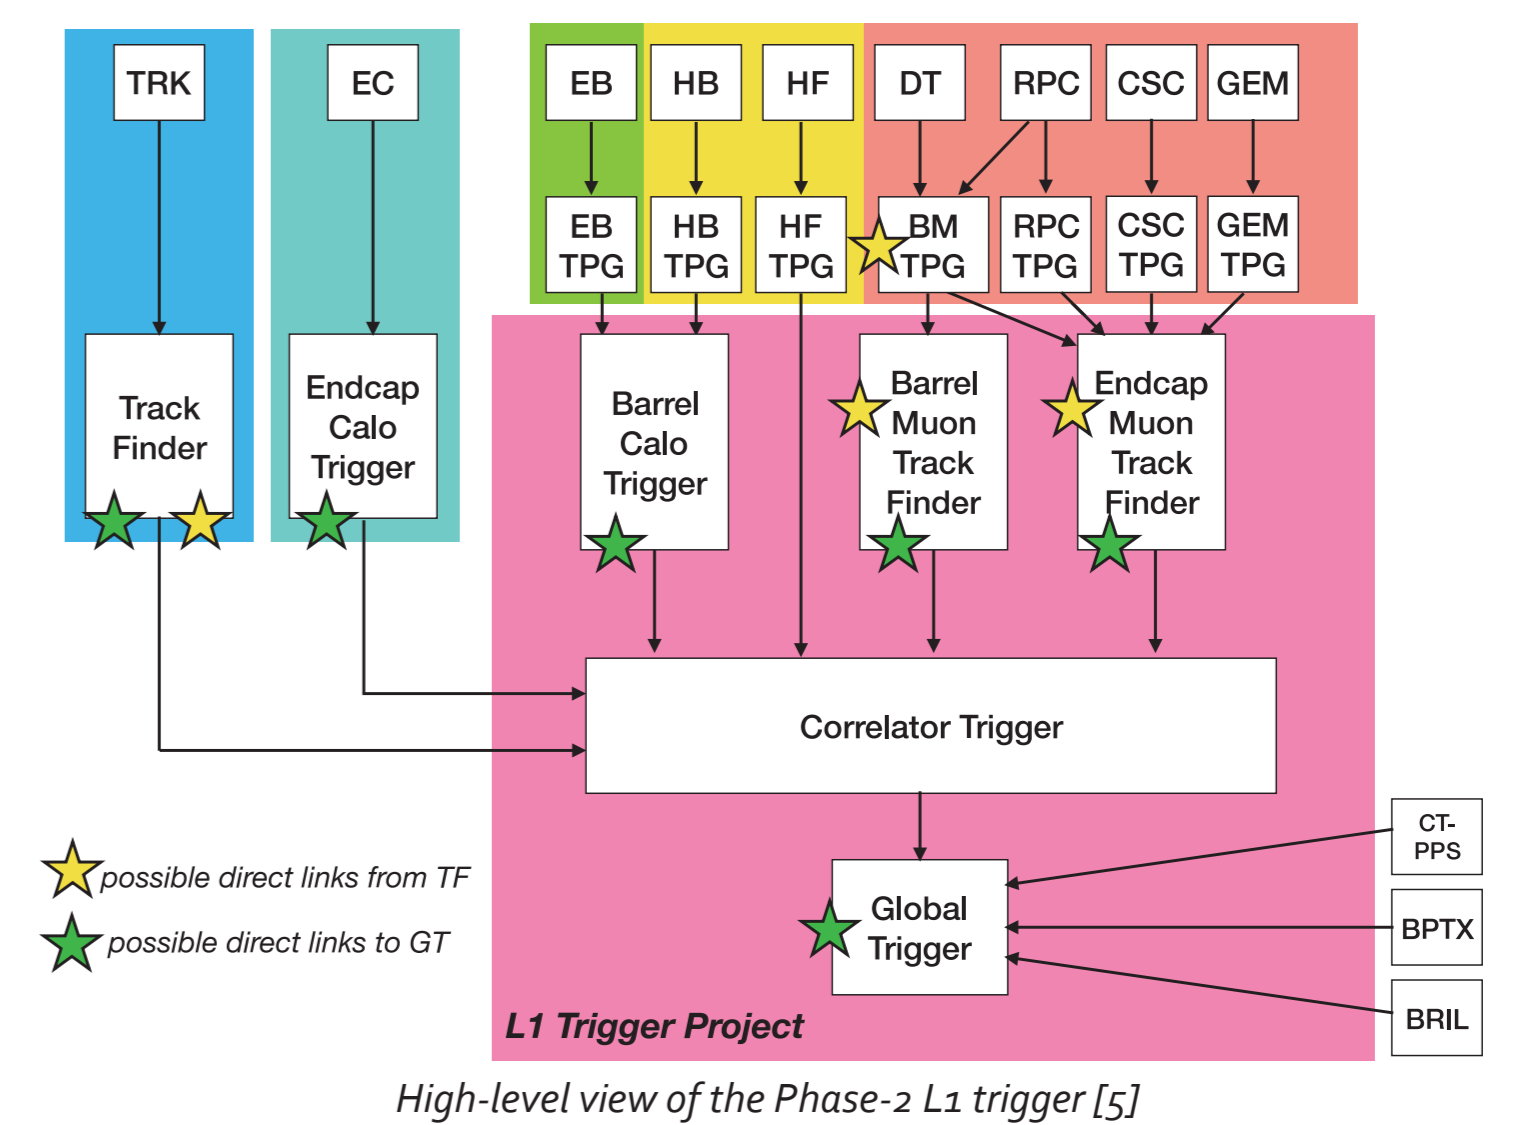 TRK
EC
EB
HB
HF
DT
RPC
CSC
GEM
EB
TPG
HB
TPG
HF
TPG
BM
TPG
RPC
TPG
CSC
TPG
GEM
TPG
Track
Finder
Endcap
Calo
Trigger
Barrel
Calo
Trigger
Barrel
Muon
Track
Finder
Endcap
Muon
Track
Finder
Correlator Trigger
CT-
PPS
BPTX
BRIL
Global
Trigger
possible direct links from TF
possible direct links to GT
L1 Trigger Project
High-level view of the Phase-2 L1 trigger [5]